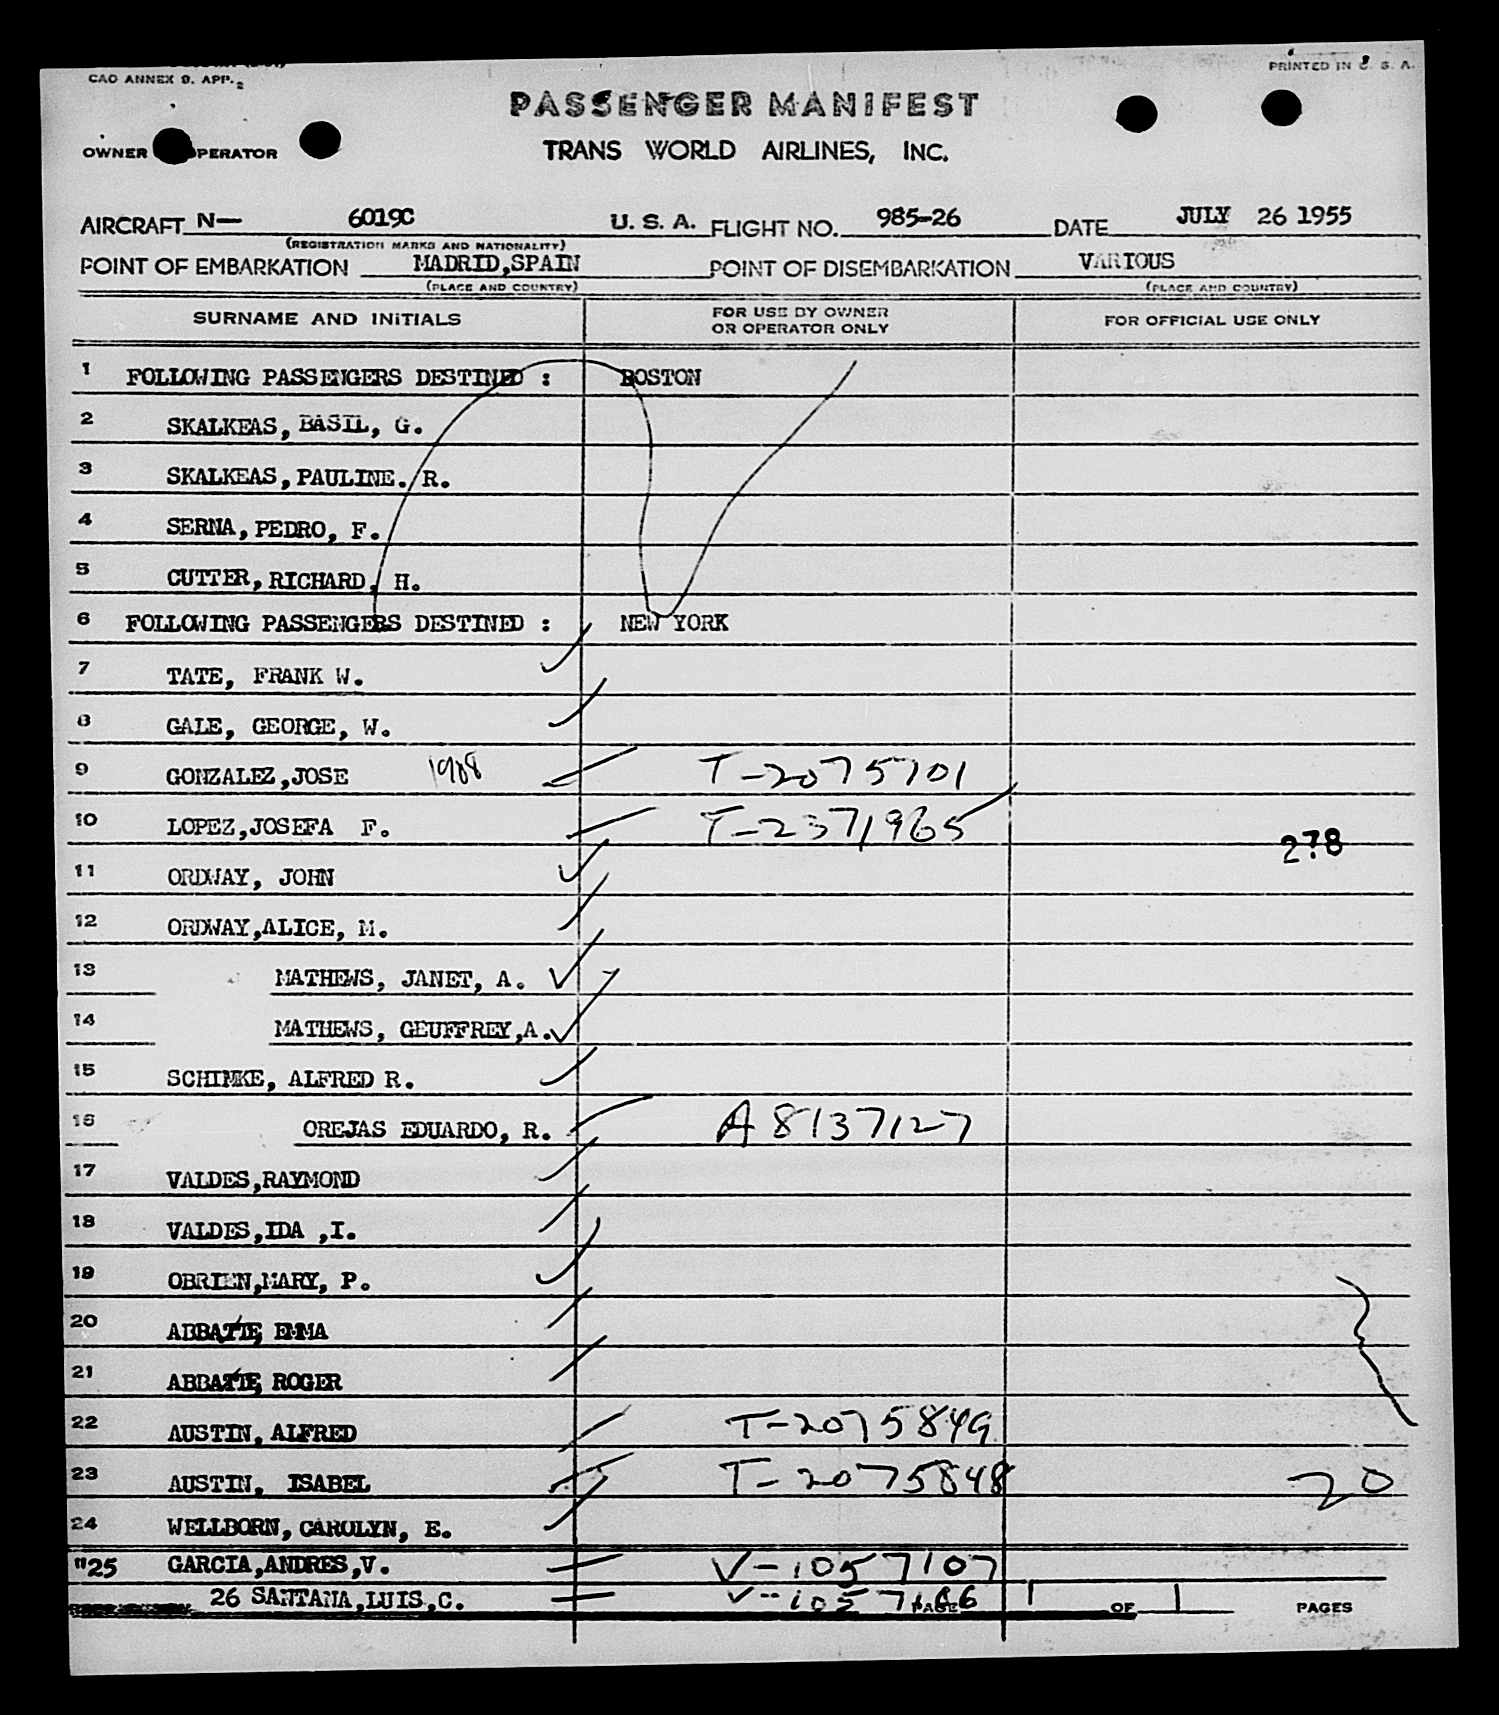 CAO ANNEX 9. APP. 2
PRINTED IN U. S. A.
PASSENGER MANIFEST
OWNER PERATOR
TRANS WORLD AIRLINES, INC.
AIRCRAFT N— 6019C U. S. A. FLIGHT NO. 985-26 DATE JULY 26 1955
(REGISTRATION MARKS AND NATIONALITY)
POINT OF EMBARKATION MADRID,SPAIN POINT OF DISEMBARKATION VARIOUS
(PLACE AND COUNTRY) (PLACE AND COUNTRY)
SURNAME AND INITIALS FOR USE BY OWNER OR OPERATOR ONLY FOR OFFICIAL USE ONLY
1 FOLLOWING PASSENGERS DESTINED : BOSTON
2 SKALKEAS, BASIL, G.
3 SKALKEAS, PAULINE. R.
4 SERNA, PEDRO, F.
5 CUTTER, RICHARD, H.
6 FOLLOWING PASSENGERS DESTINED : NEW YORK
7 TATE, FRANK W.
8 GALE, GEORGE, W.
9 GONZALEZ,JOSE 1908 T-2075701
10 LOPEZ,JOSEFA F. T-2371965
278
11 ORDWAY, JOHN
12 ORDWAY,ALICE, M.
13 MATHEWS, JANET, A.
14 MATHEWS, GEUFFREY,A.
15 SCHIMKE, ALFRED R.
16 OREJAS EDUARDO, R. A 8137127
17 VALDES,RAYMOND
18 VALDES,IDA ,I.
19 OBRIEN,MARY, P.
20 ABBATIE, EMMA
21 ABBATIE, ROGER
22 AUSTIN, ALFRED T-2075849
23 AUSTIN, ISABEL T-2075848 20
24 WELLBORN, CAROLYN, E.
"25 GARCIA,ANDRES,V. V-1057107
26 SANTANA,LUIS,C. V-1057166
PAGE 1 OF 1 PAGES